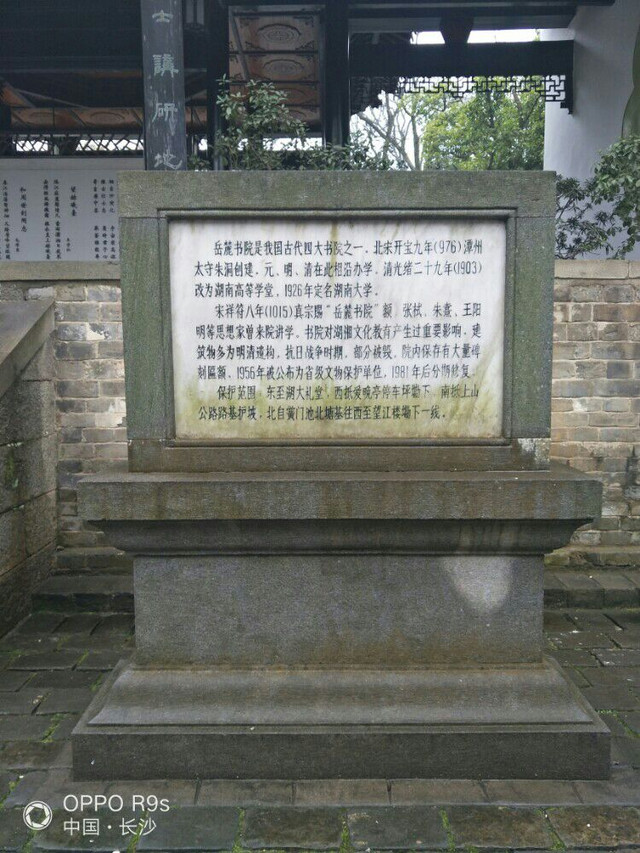 岳麓书院是我国古代四大书院之一。北宋开宝九年(976)潭州
太守朱洞创建。元、明、清在此相沿办学。清光绪二十九年(1903)
改为湖南高等学堂，1926年定名湖南大学。
宋祥符八年(1015)真宗赐"岳麓书院"额，张栻、朱熹、王阳
明等思想家曾来院讲学。书院对湖湘文化教育产生过重要影响。建
筑物多为明清遗构。抗日战争时期，部分被毁。院内保存有大量碑
刻匾额，1956年被公布为省级文物保护单位，1981年后分期修复。
保护范围：东至湖大礼堂，西抵爱晚亭停车坪坳下，南抵上山
公路路基护坡，北自黄门池北塘基往西至望江楼坳下一线。
OPPO R9s
中国·长沙